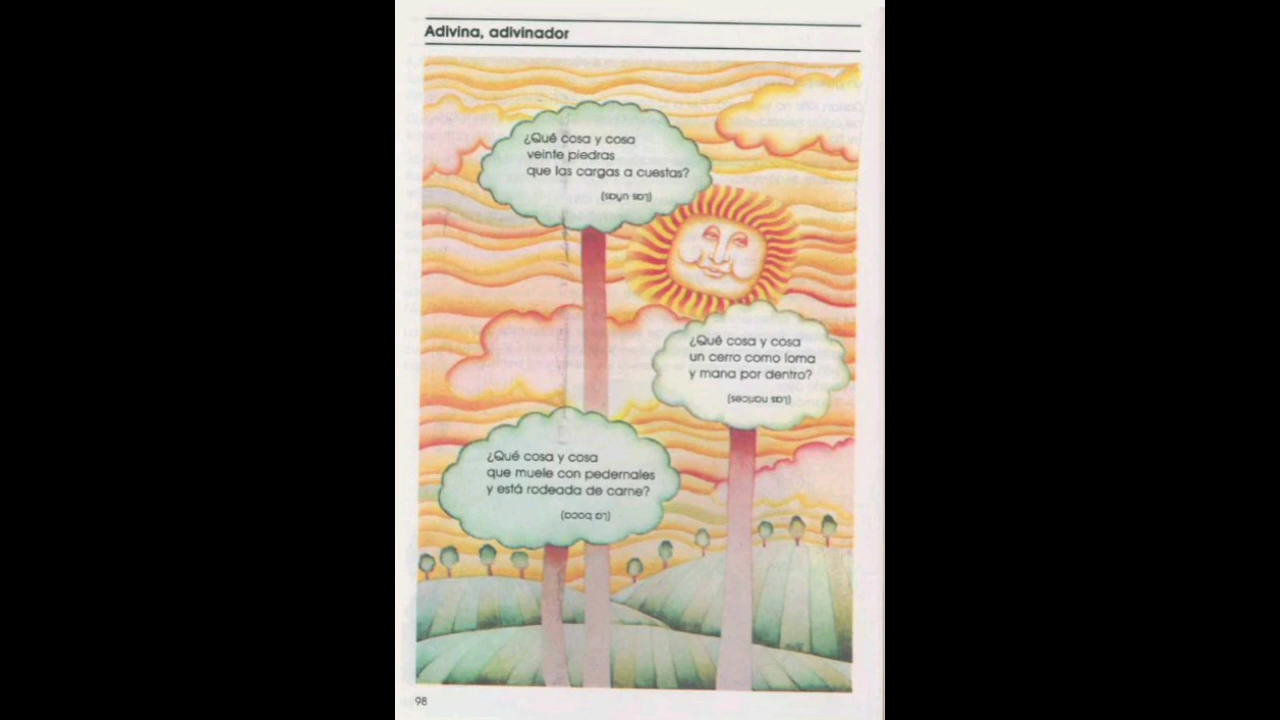 Adivina, adivinador
¿Qué cosa y cosa
veinte piedras
que las cargas a cuestas?
(Las uñas)
¿Qué cosa y cosa
un cerro como loma
y mana por dentro?
(Las narices)
¿Qué cosa y cosa
que muele con pedernales
y está rodeada de carne?
(La boca)
98